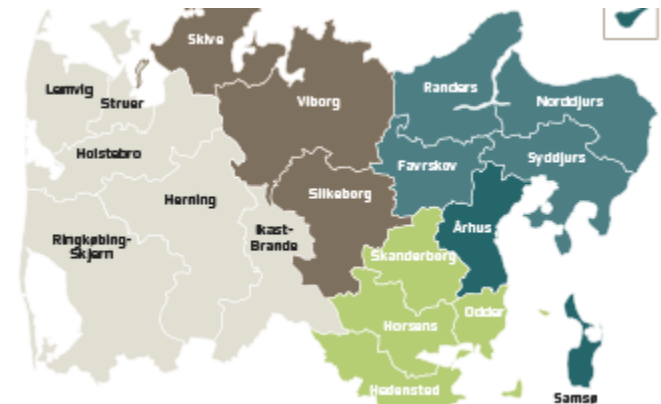 Skive
Lemvig
Struer
Viborg
Randers
Norddjurs
Holstebro
Favrskov
Syddjurs
Herning
Silkeborg
Ikast-
Brande
Århus
Ringkøbing-
Skjern
Skanderborg
Horsens
Odder
Hedensted
Samsø